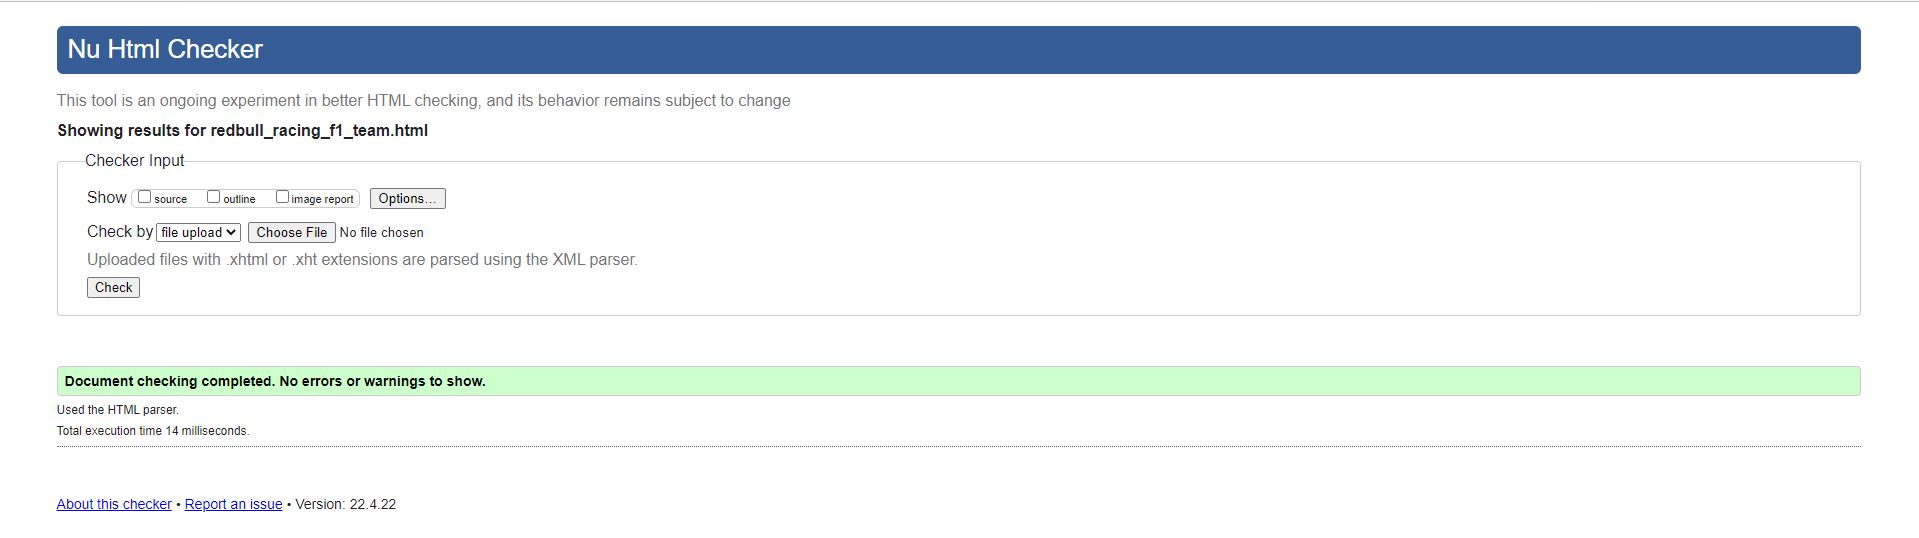 Nu Html Checker
This tool is an ongoing experiment in better HTML checking, and its behavior remains subject to change
Showing results for redbull_racing_f1_team.html
Checker Input
Show source outline image report Options...
Check by file upload Choose File No file chosen
Uploaded files with .xhtml or .xht extensions are parsed using the XML parser.
Check
Document checking completed. No errors or warnings to show.
Used the HTML parser.
Total execution time 14 milliseconds.
About this checker • Report an issue • Version: 22.4.22